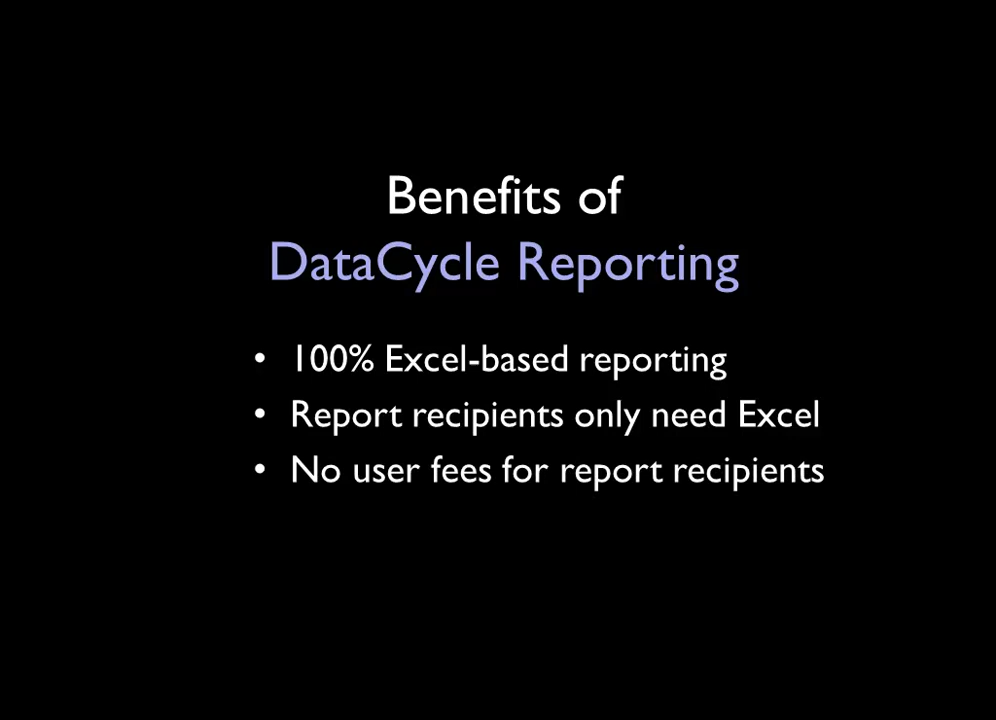 Benefits of
DataCycle Reporting
• 100% Excel-based reporting
• Report recipients only need Excel
• No user fees for report recipients